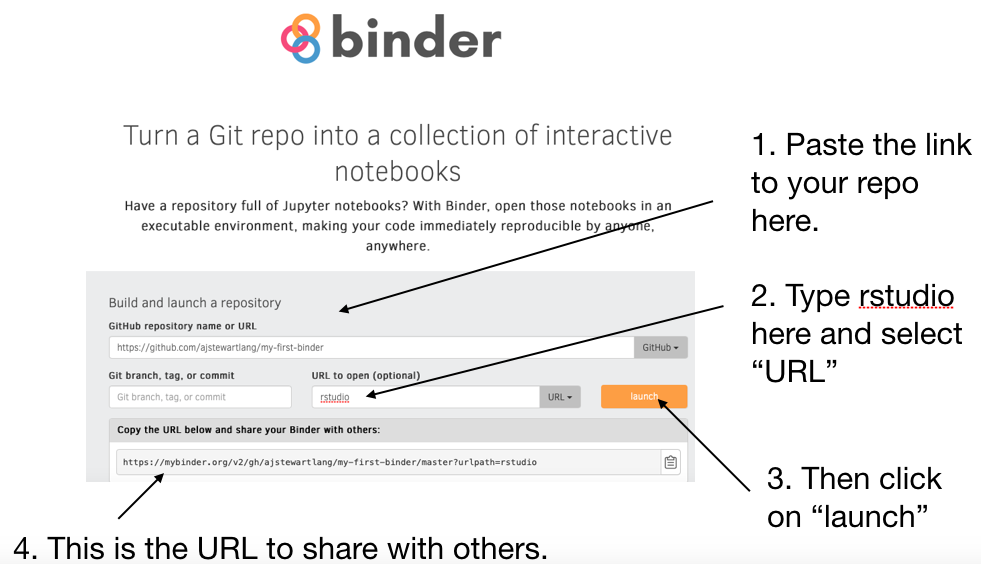 binder
Turn a Git repo into a collection of interactive
notebooks
Have a repository full of Jupyter notebooks? With Binder, open those notebooks in an
executable environment, making your code immediately reproducible by anyone,
anywhere.
1. Paste the link
to your repo
here.
Build and launch a repository
GitHub repository name or URL
https://github.com/ajstewartlang/my-first-binder
GitHub
2. Type rstudio
here and select
“URL”
Git branch, tag, or commit
URL to open (optional)
Git branch, tag, or commit
rstudio
URL
launch
Copy the URL below and share your Binder with others:
https://mybinder.org/v2/gh/ajstewartlang/my-first-binder/master?urlpath=rstudio
3. Then click
on “launch”
4. This is the URL to share with others.